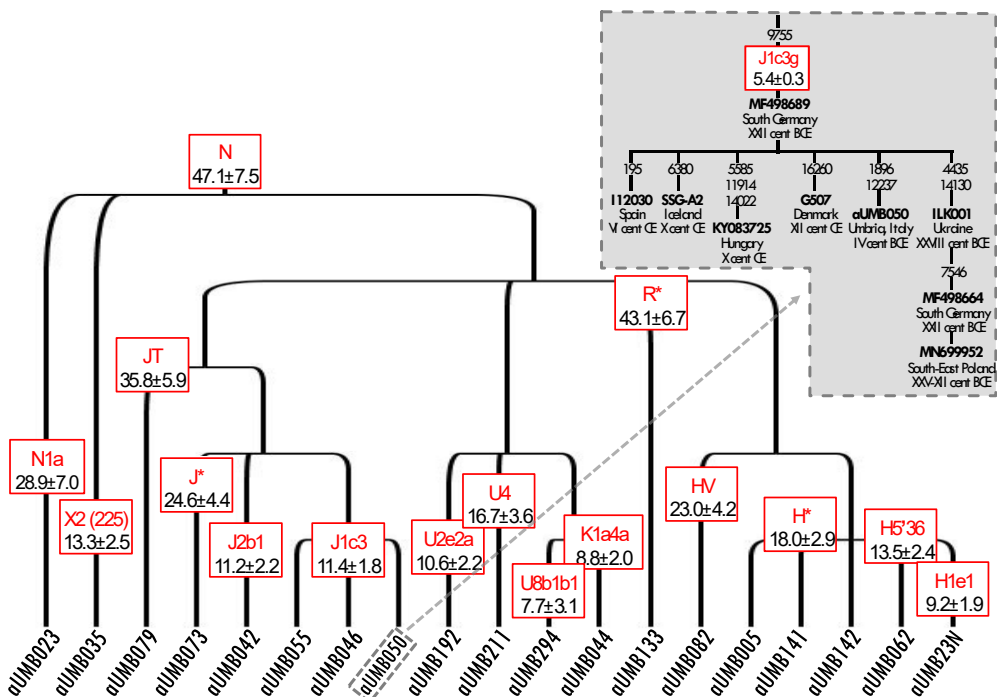 9755
J1c3g
5.4±0.3
MF498689
South Germany
XXII cent BCE
195
6380
5585
11914
14022
16260
1896
12237
4435
14130
I12030
Spain
VI cent CE
SSG-A2
Iceland
X cent CE
KY083725
Hungary
X cent CE
G507
Denmark
XII cent CE
aUMB050
Umbria, Italy
IV cent BCE
ILK001
Ukraine
XXVIII cent BCE
7546
MF498664
South Germany
XXII cent BCE
MN699952
South-East Poland
XXV-XII cent BCE
N
47.1±7.5
R*
43.1±6.7
JT
35.8±5.9
N1a
28.9±7.0
X2 (225)
13.3±2.5
J*
24.6±4.4
J2b1
11.2±2.2
J1c3
11.4±1.8
U2e2a
10.6±2.2
U4
16.7±3.6
K1a4a
8.8±2.0
U8b1b1
7.7±3.1
HV
23.0±4.2
H*
18.0±2.9
H5'36
13.5±2.4
H1e1
9.2±1.9
aUMB023
aUMB035
aUMB079
aUMB073
aUMB042
aUMB055
aUMB046
aUMB050
aUMB192
aUMB211
aUMB294
aUMB044
aUMB133
aUMB082
aUMB005
aUMB141
aUMB142
aUMB062
aUMB23N